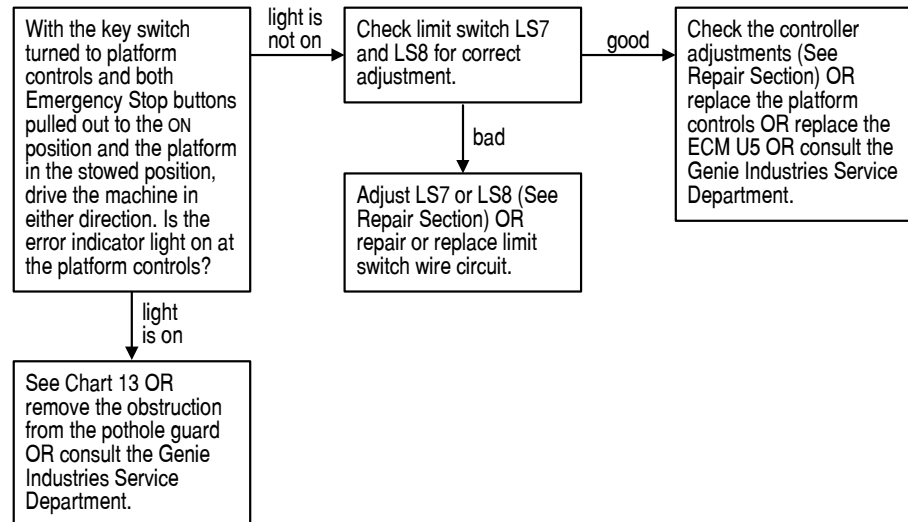 With the key switch
turned to platform
controls and both
Emergency Stop buttons
pulled out to the ON
position and the platform
in the stowed position,
drive the machine in
either direction. Is the
error indicator light on at
the platform controls?
light is
not on
Check limit switch LS7
and LS8 for correct
adjustment.
good
Check the controller
adjustments (See
Repair Section) OR
replace the platform
controls OR replace the
ECM U5 OR consult the
Genie Industries Service
Department.
bad
Adjust LS7 or LS8 (See
Repair Section) OR
repair or replace limit
switch wire circuit.
light
is on
See Chart 13 OR
remove the obstruction
from the pothole guard
OR consult the Genie
Industries Service
Department.